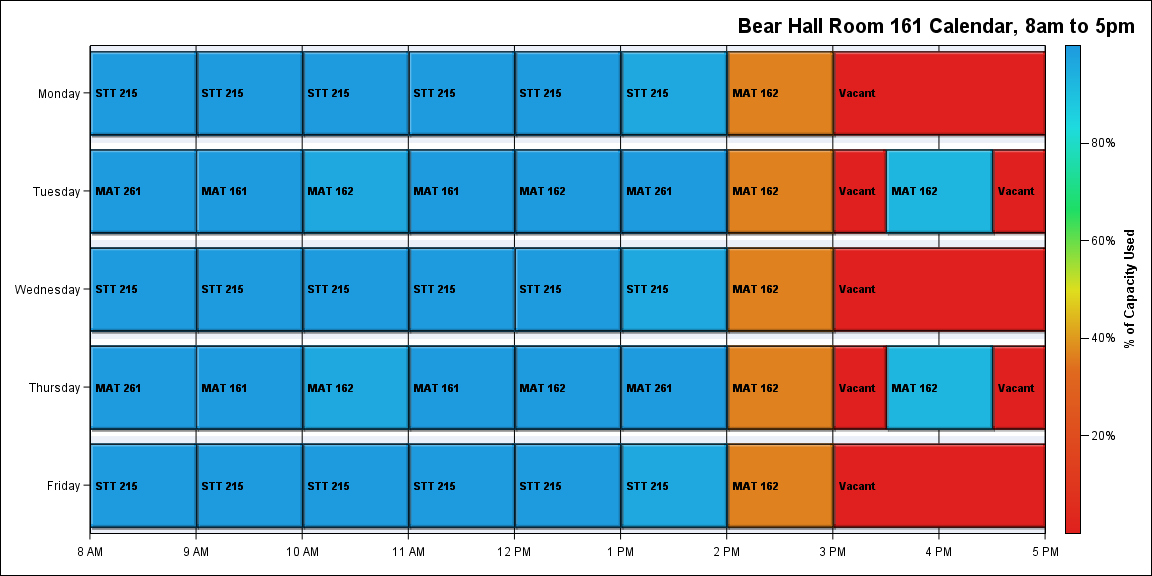 Bear Hall Room 161 Calendar, 8am to 5pm
Monday STT 215 STT 215 STT 215 STT 215 STT 215 STT 215 MAT 162 Vacant
Tuesday MAT 261 MAT 161 MAT 162 MAT 161 MAT 162 MAT 261 MAT 162 Vacant MAT 162 Vacant
Wednesday STT 215 STT 215 STT 215 STT 215 STT 215 STT 215 MAT 162 Vacant
Thursday MAT 261 MAT 161 MAT 162 MAT 161 MAT 162 MAT 261 MAT 162 Vacant MAT 162 Vacant
Friday STT 215 STT 215 STT 215 STT 215 STT 215 STT 215 MAT 162 Vacant
8 AM 9 AM 10 AM 11 AM 12 PM 1 PM 2 PM 3 PM 4 PM 5 PM
80%
60%
40%
20%
% of Capacity Used